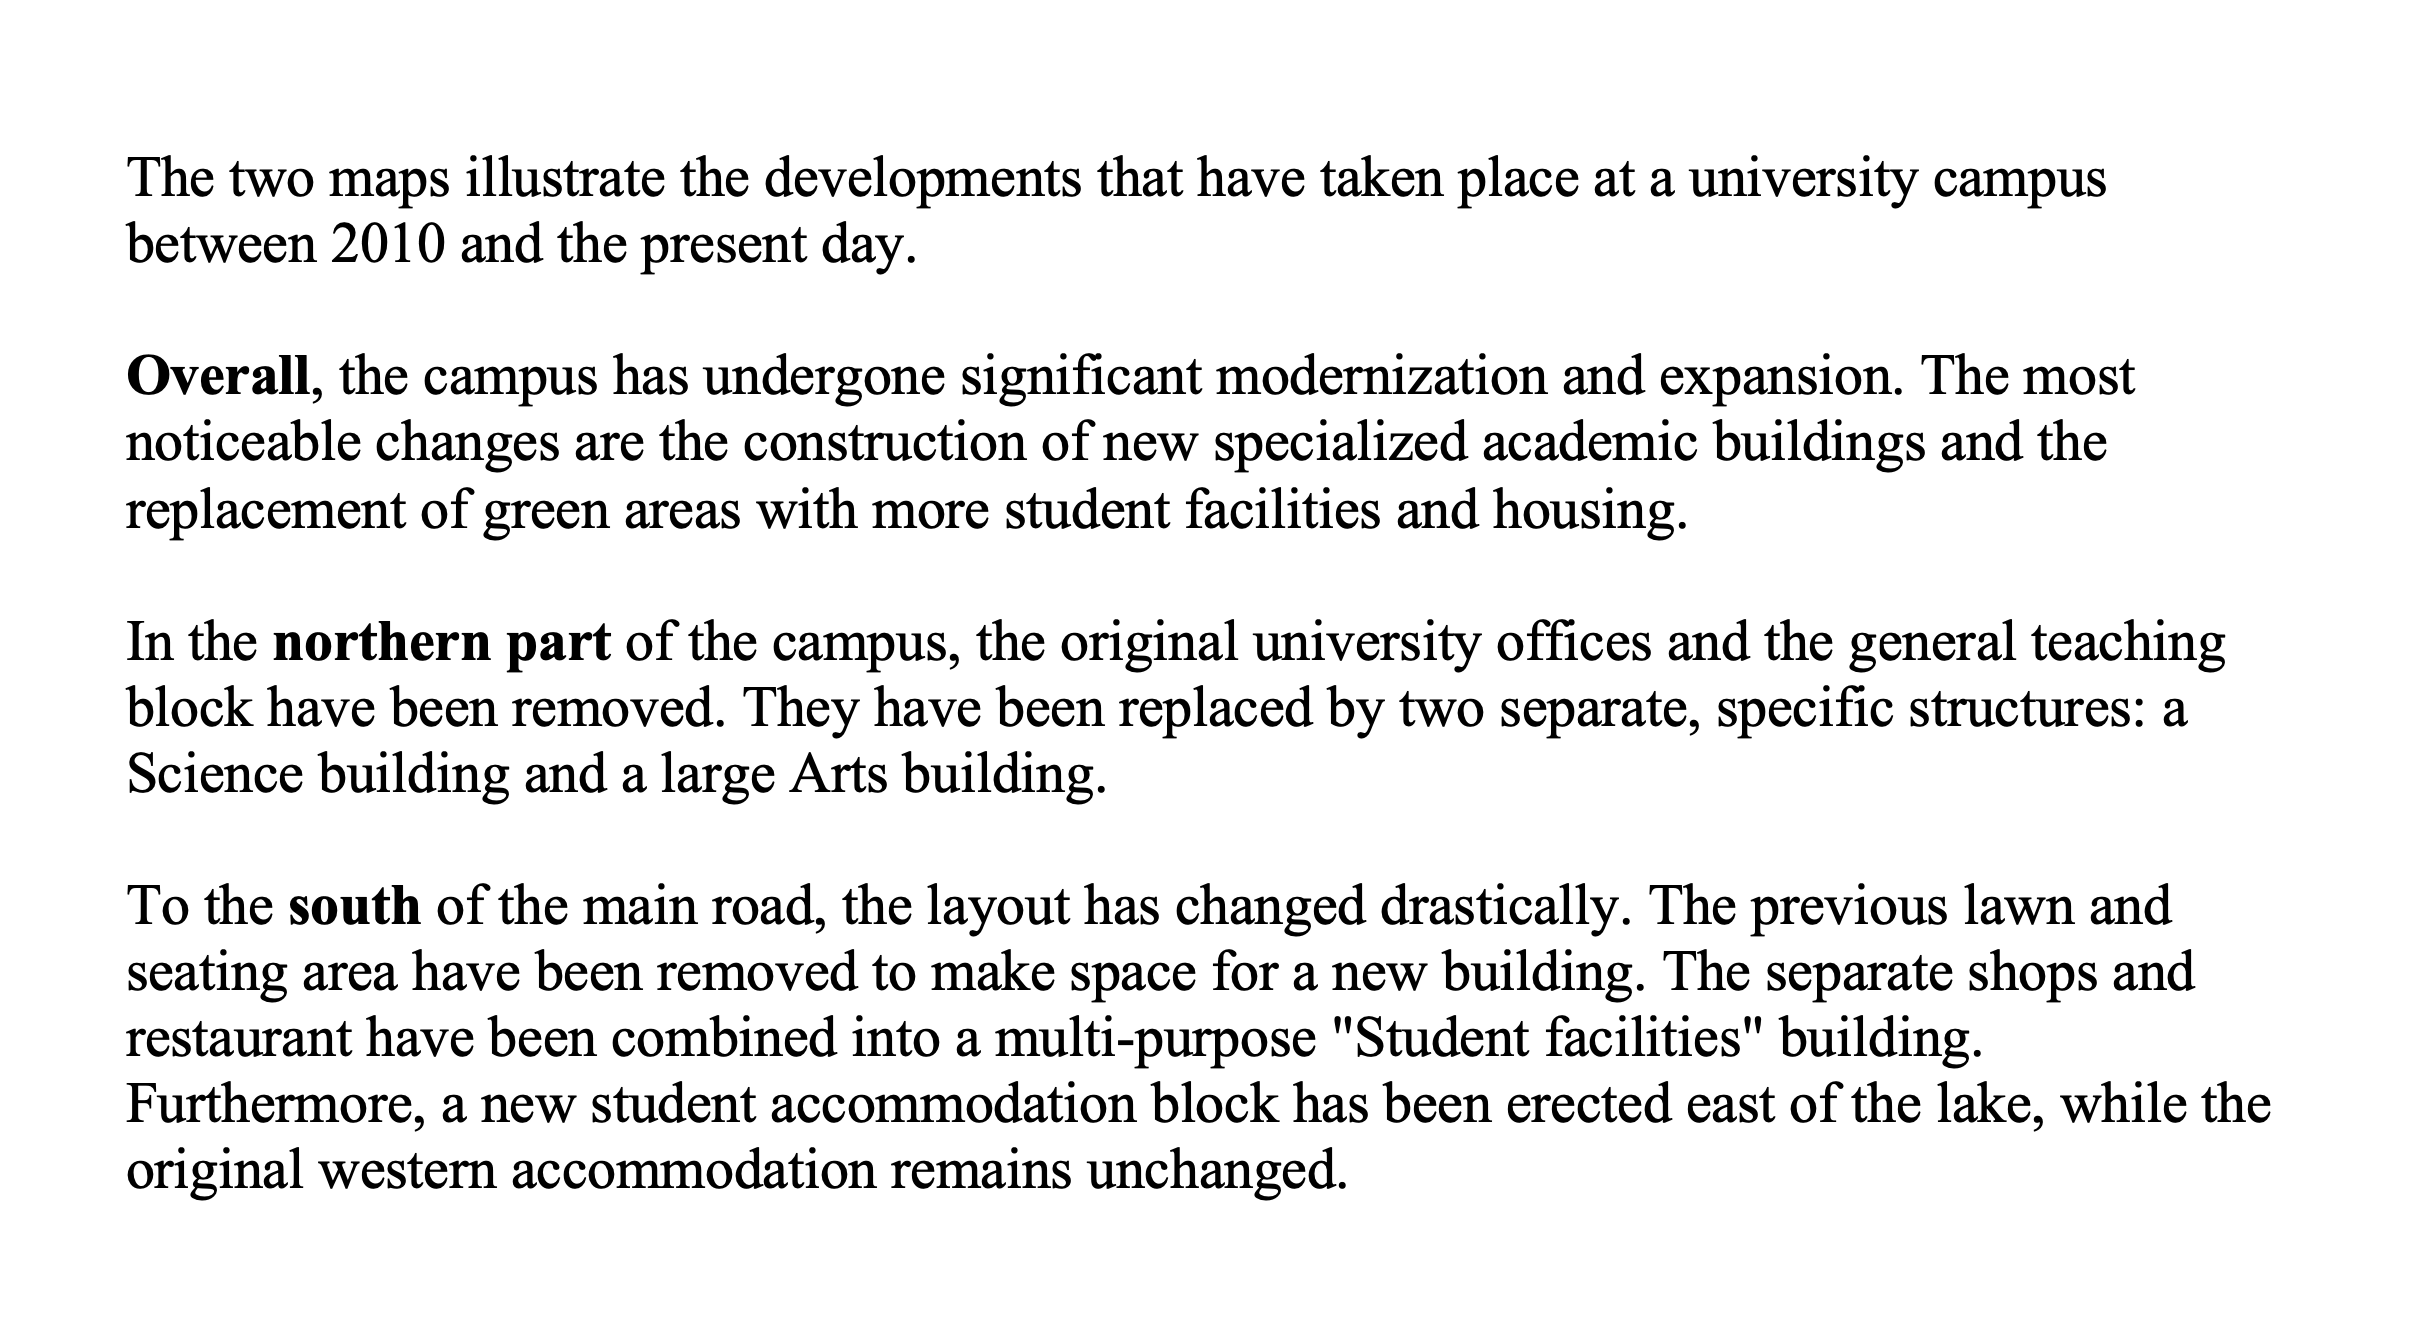 The two maps illustrate the developments that have taken place at a university campus
between 2010 and the present day.
Overall, the campus has undergone significant modernization and expansion. The most
noticeable changes are the construction of new specialized academic buildings and the
replacement of green areas with more student facilities and housing.
In the northern part of the campus, the original university offices and the general teaching
block have been removed. They have been replaced by two separate, specific structures: a
Science building and a large Arts building.
To the south of the main road, the layout has changed drastically. The previous lawn and
seating area have been removed to make space for a new building. The separate shops and
restaurant have been combined into a multi-purpose "Student facilities" building.
Furthermore, a new student accommodation block has been erected east of the lake, while the
original western accommodation remains unchanged.